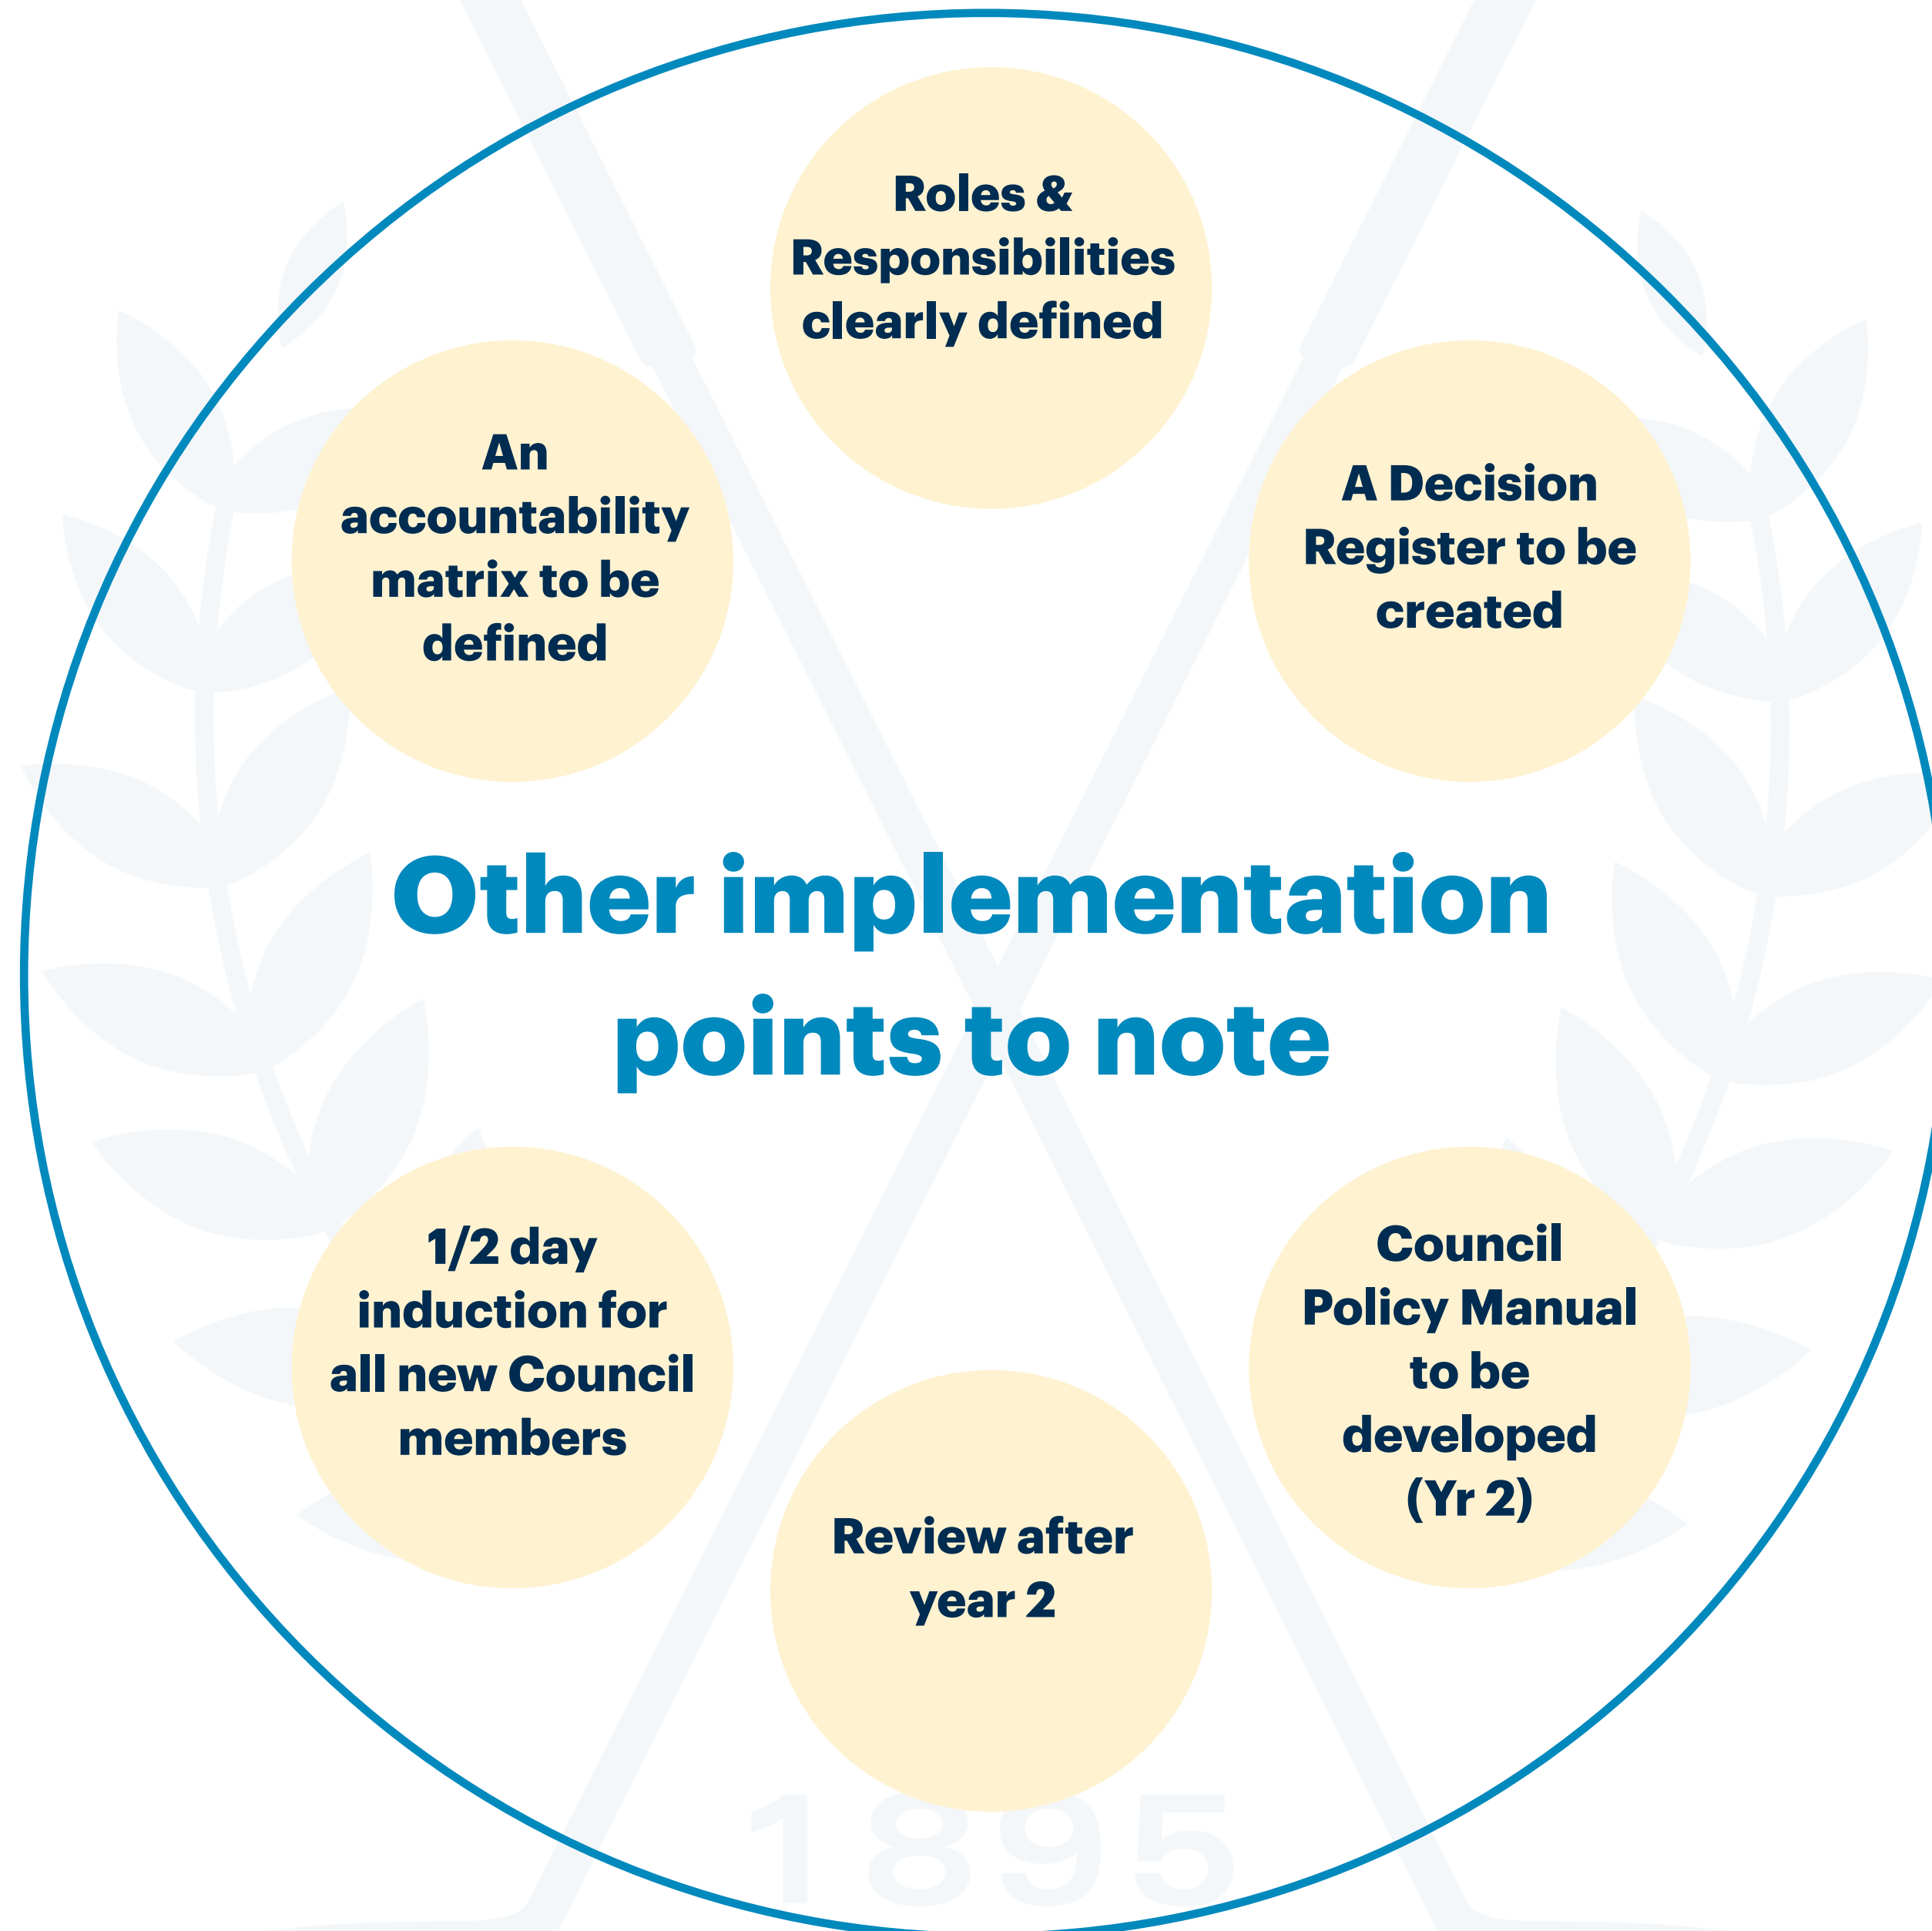 Roles &
Responsibilities
clearly defined
An
accountability
matrix to be
defined
A Decision
Register to be
created
Other implementation
points to note
1/2 day
induction for
all new Council
members
Council
Policy Manual
to be
developed
(Yr 2)
Review after
year 2
1895